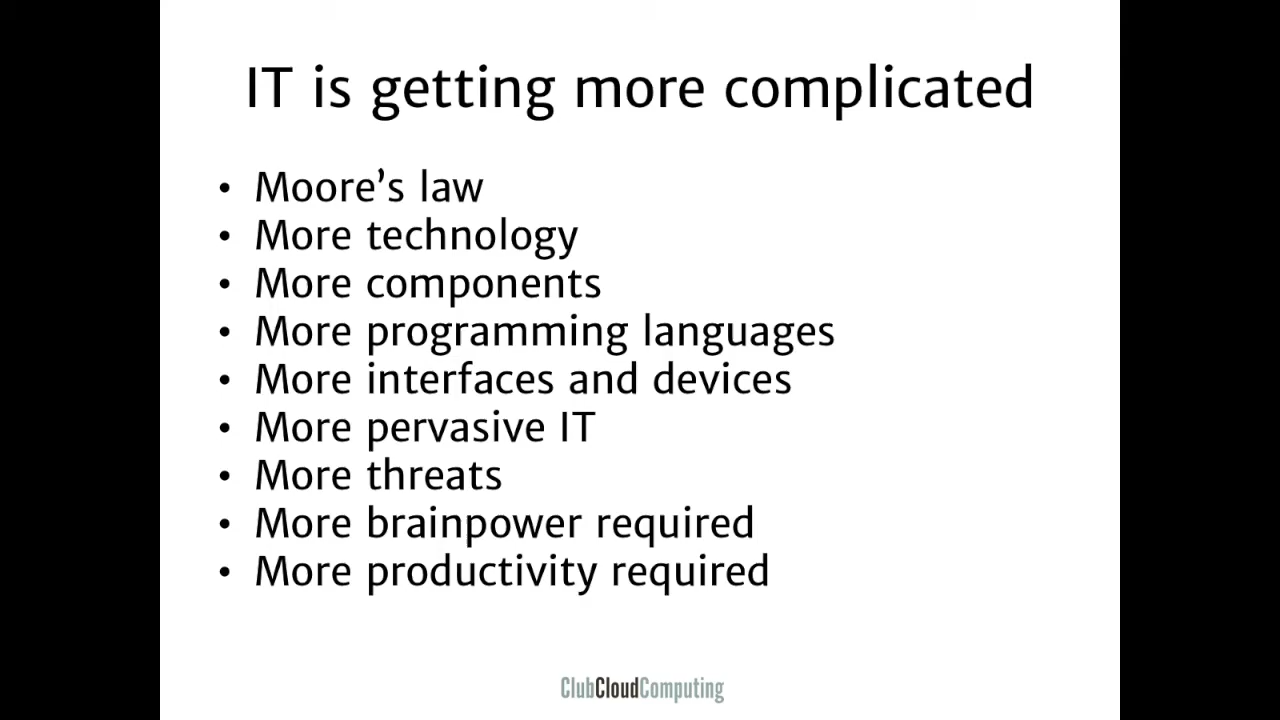 IT is getting more complicated
• Moore’s law
• More technology
• More components
• More programming languages
• More interfaces and devices
• More pervasive IT
• More threats
• More brainpower required
• More productivity required
ClubCloudComputing